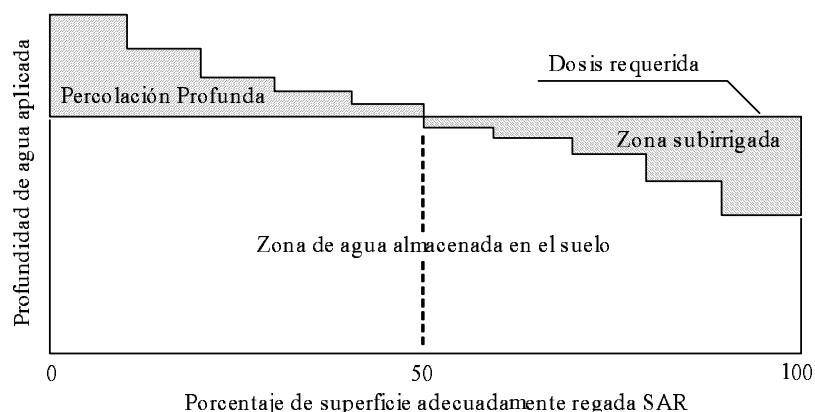 Profundidad de agua aplicada
Dosis requerida
Percolación Profunda
Zona subirrigada
Zona de agua almacenada en el suelo
0
50
100
Porcentaje de superficie adecuadamente regada SAR